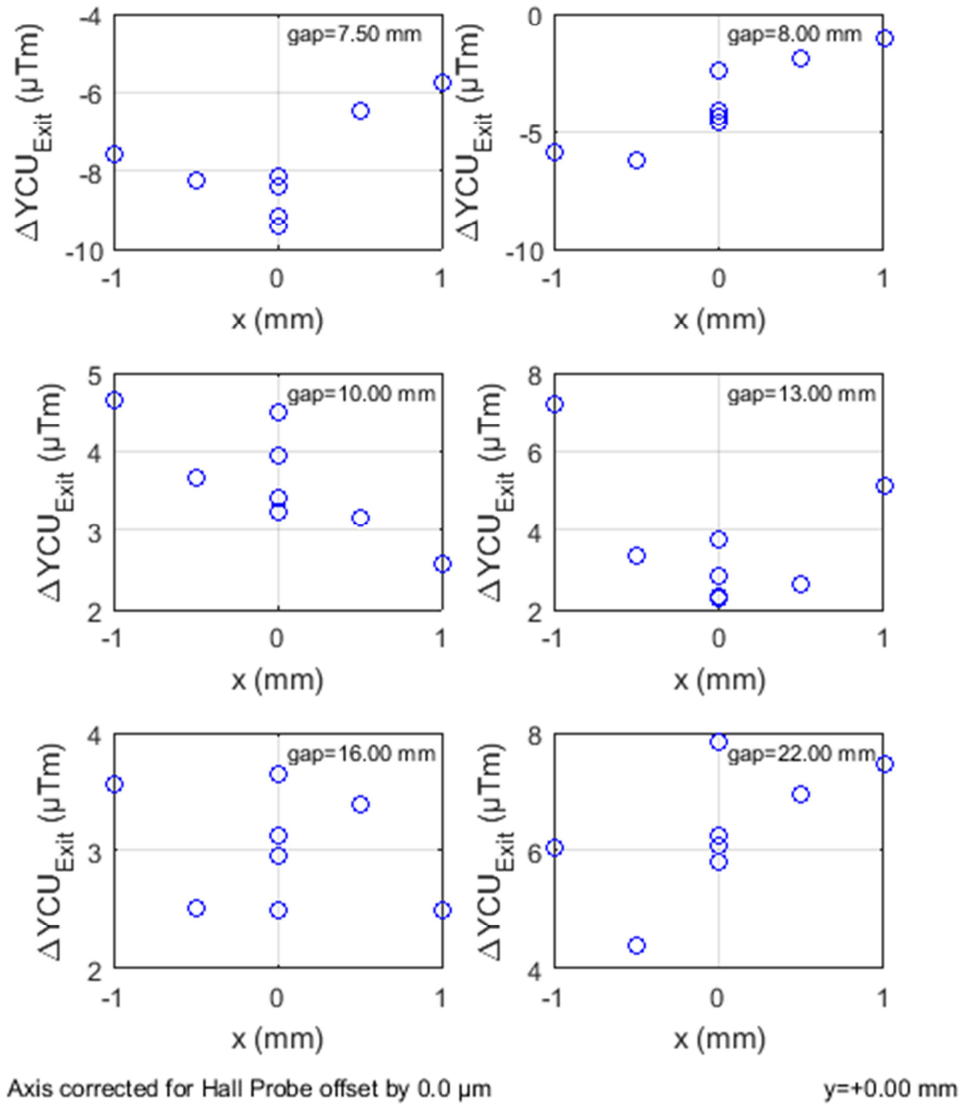 gap=7.50 mm
-4
-6
-8
-10
ΔYCU_Exit (µTm)
-1 0 1
x (mm)
gap=8.00 mm
0
-5
-10
ΔYCU_Exit (µTm)
-1 0 1
x (mm)
gap=10.00 mm
5
4
3
2
ΔYCU_Exit (µTm)
-1 0 1
x (mm)
gap=13.00 mm
8
6
4
2
ΔYCU_Exit (µTm)
-1 0 1
x (mm)
gap=16.00 mm
4
3
2
ΔYCU_Exit (µTm)
-1 0 1
x (mm)
gap=22.00 mm
8
6
4
ΔYCU_Exit (µTm)
-1 0 1
x (mm)
Axis corrected for Hall Probe offset by 0.0 µm
y=+0.00 mm